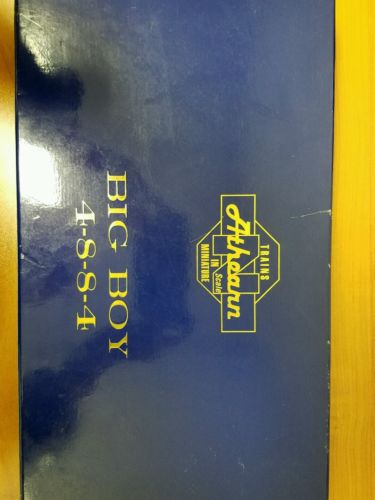 TRAINS
Athearn
N
IN Scale
MINIATURE
BIG BOY
4-8-8-4